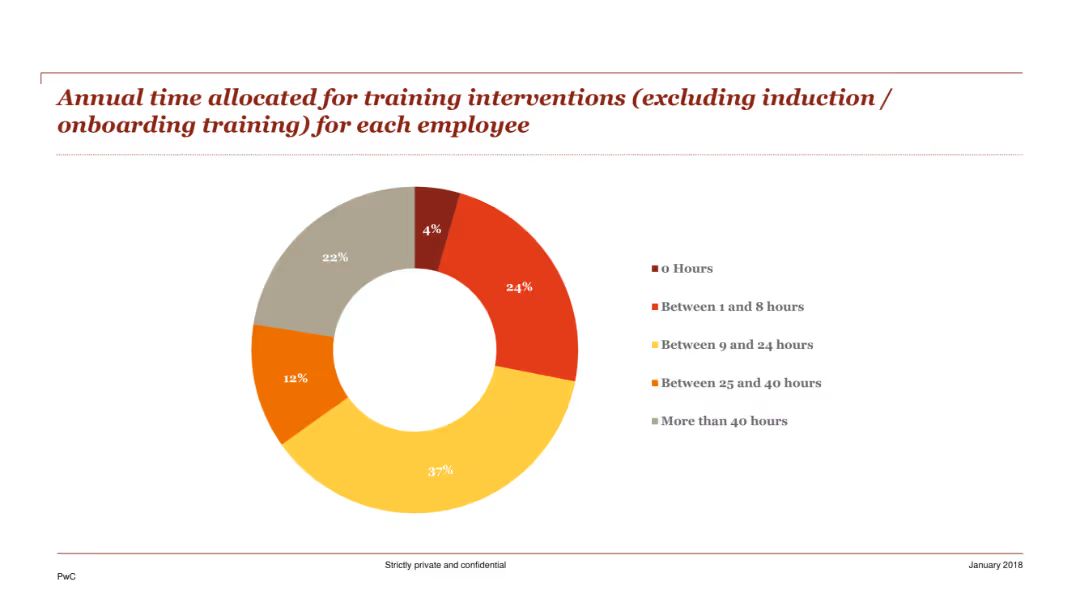 Annual time allocated for training interventions (excluding induction /
onboarding training) for each employee
4%
22%
24%
12%
37%
0 Hours
Between 1 and 8 hours
Between 9 and 24 hours
Between 25 and 40 hours
More than 40 hours
Strictly private and confidential
January 2018
PwC